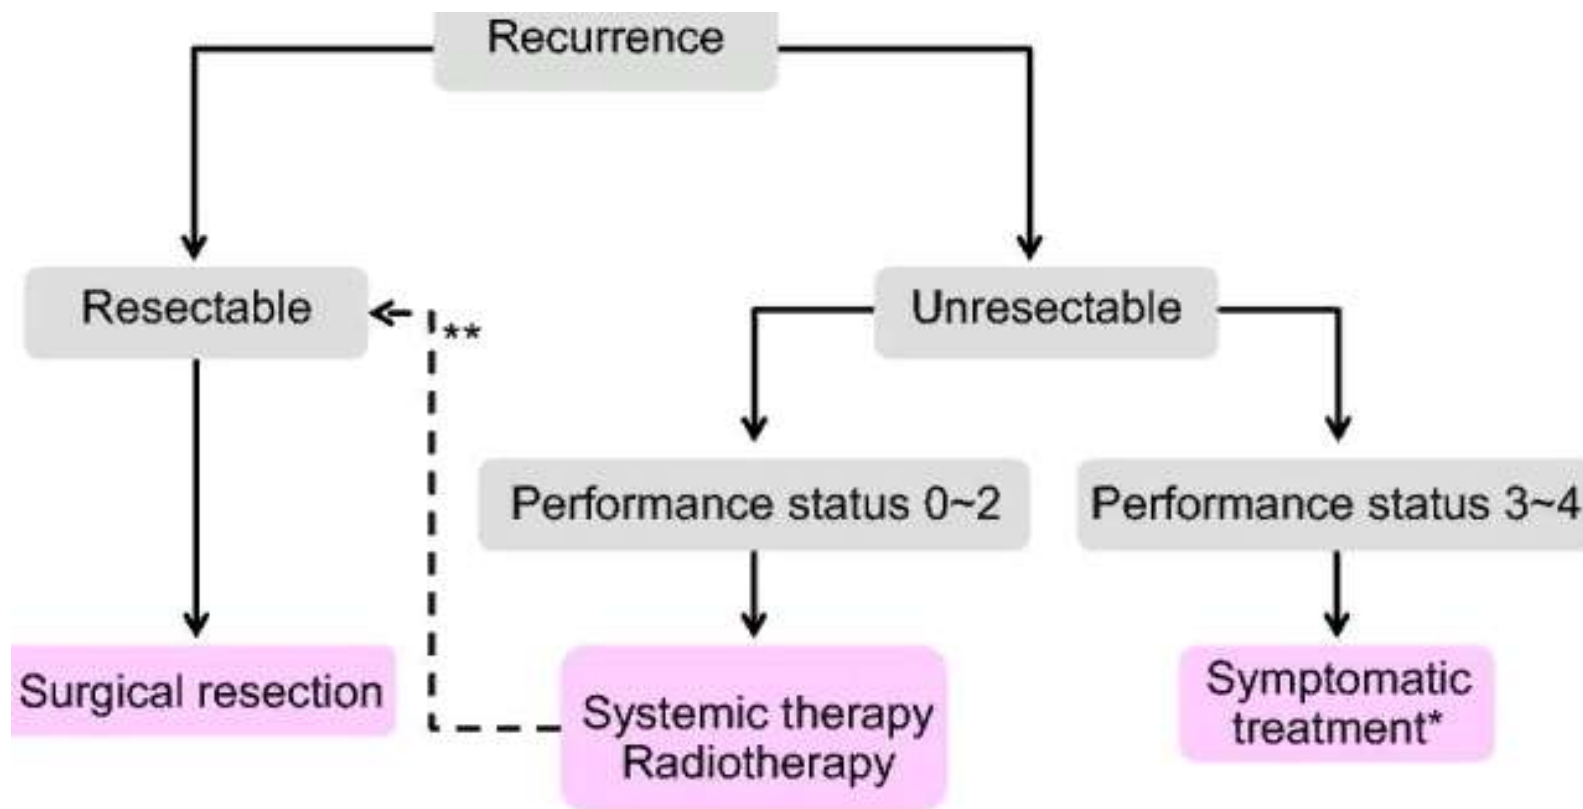 Recurrence
Resectable
**
Unresectable
Performance status 0~2
Performance status 3~4
Surgical resection
Systemic therapy
Radiotherapy
Symptomatic
treatment*